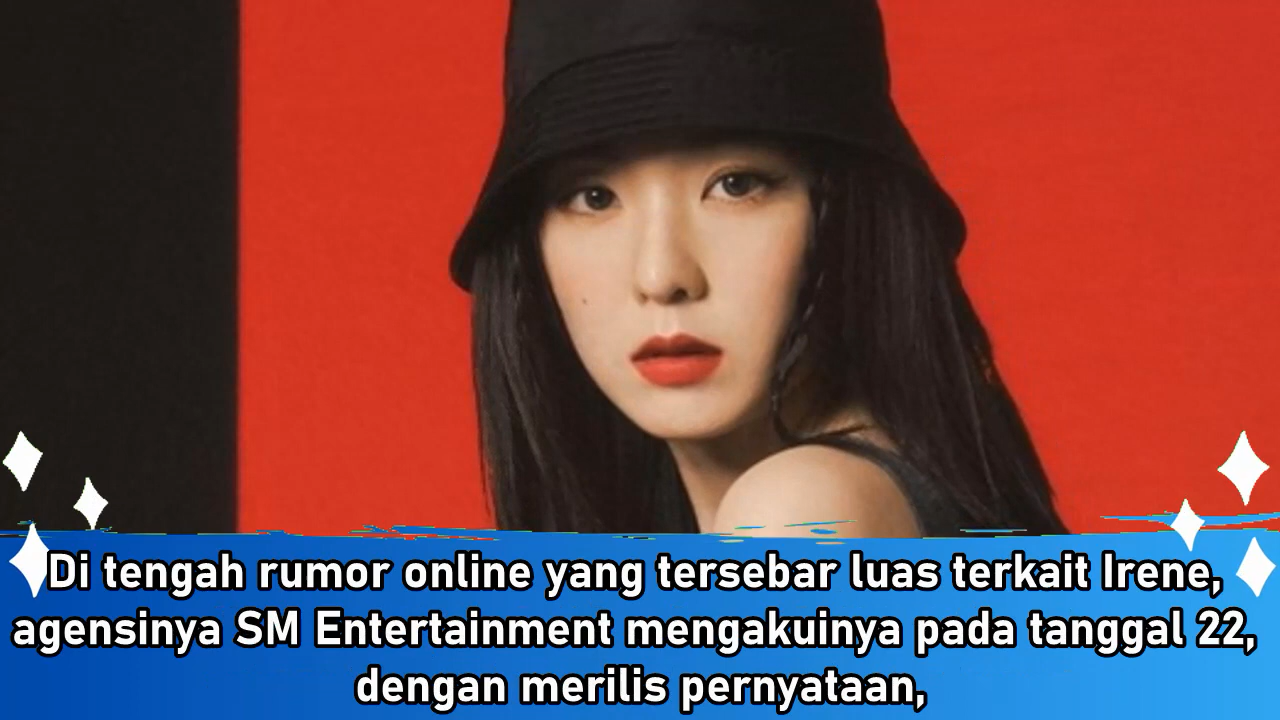 Di tengah rumor online yang tersebar luas terkait Irene,
agensinya SM Entertainment mengakuinya pada tanggal 22,
dengan merilis pernyataan,